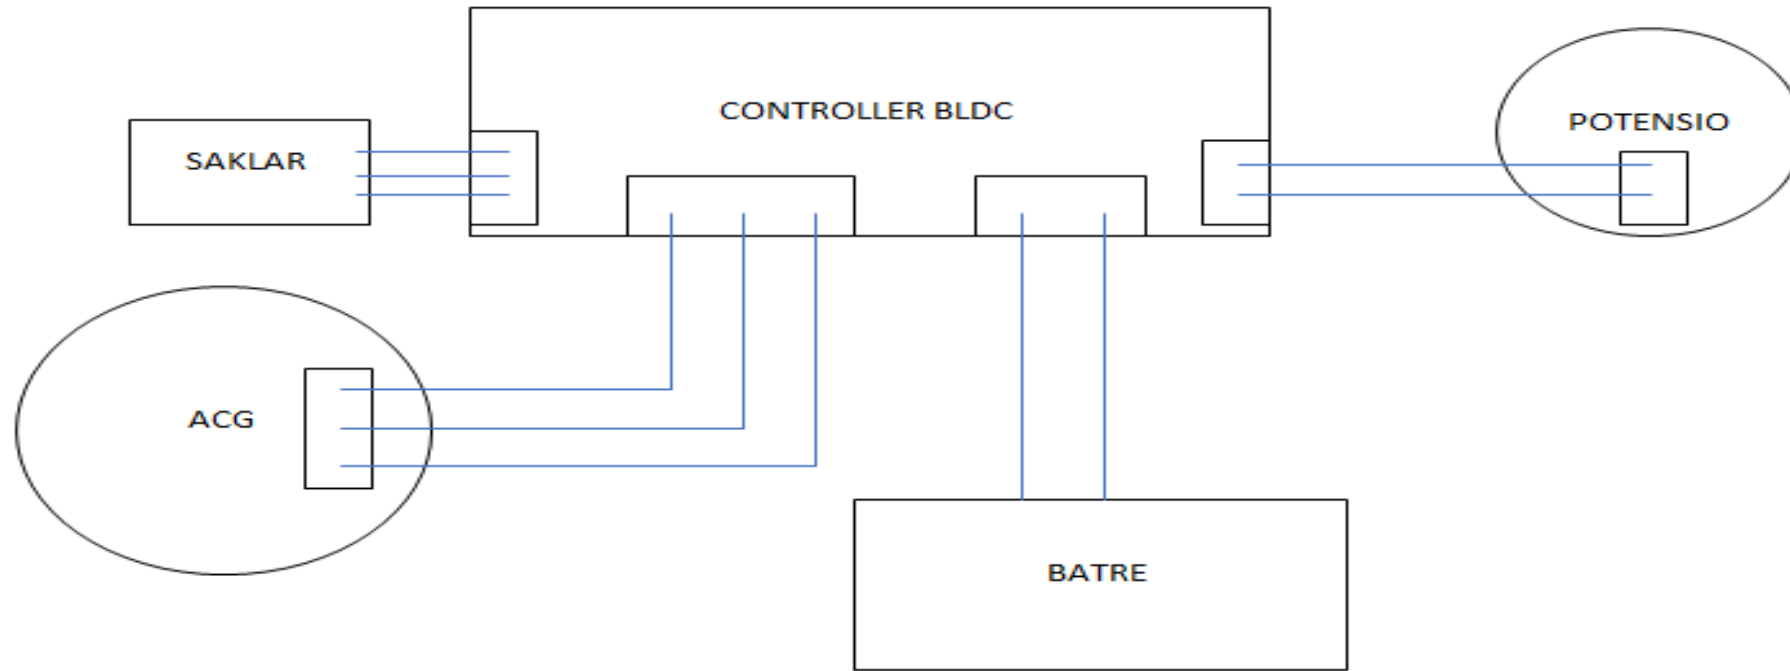 CONTROLLER BLDC
POTENSIO
SAKLAR
ACG
BATRE